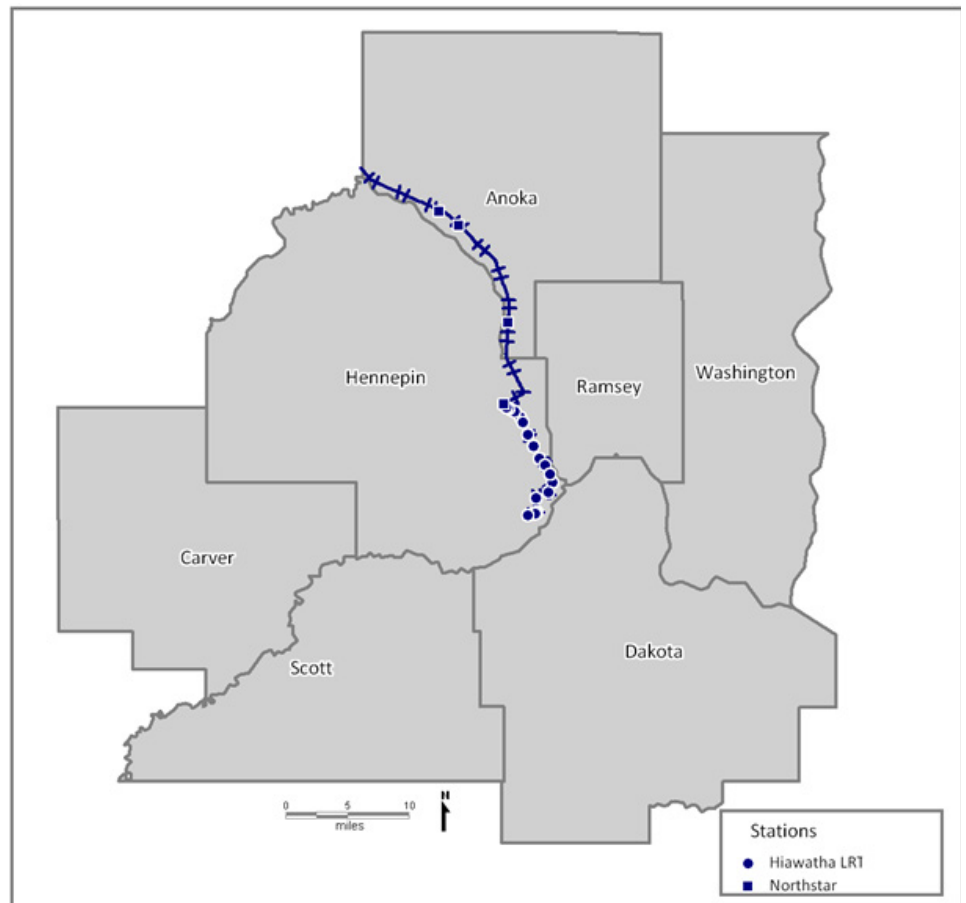 Anoka
Hennepin
Ramsey
Washington
Carver
Scott
Dakota
N
0 5 10
miles
Stations
Hiawatha LRT
Northstar